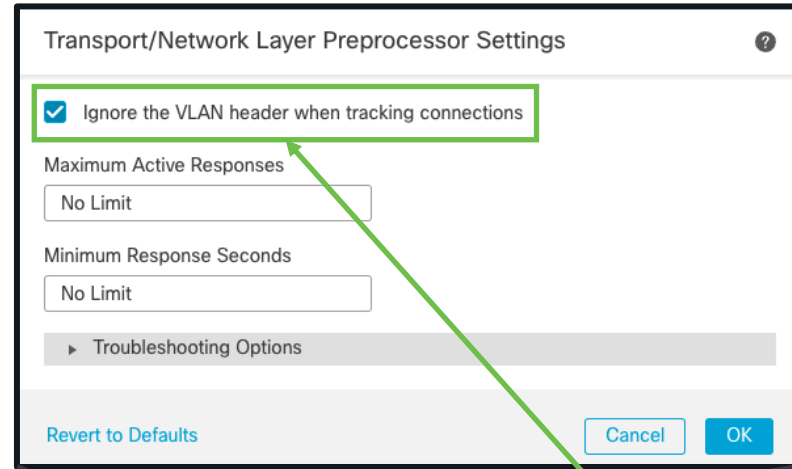 Transport/Network Layer Preprocessor Settings ?
Ignore the VLAN header when tracking connections
Maximum Active Responses
No Limit
Minimum Response Seconds
No Limit
Troubleshooting Options
Revert to Defaults Cancel OK